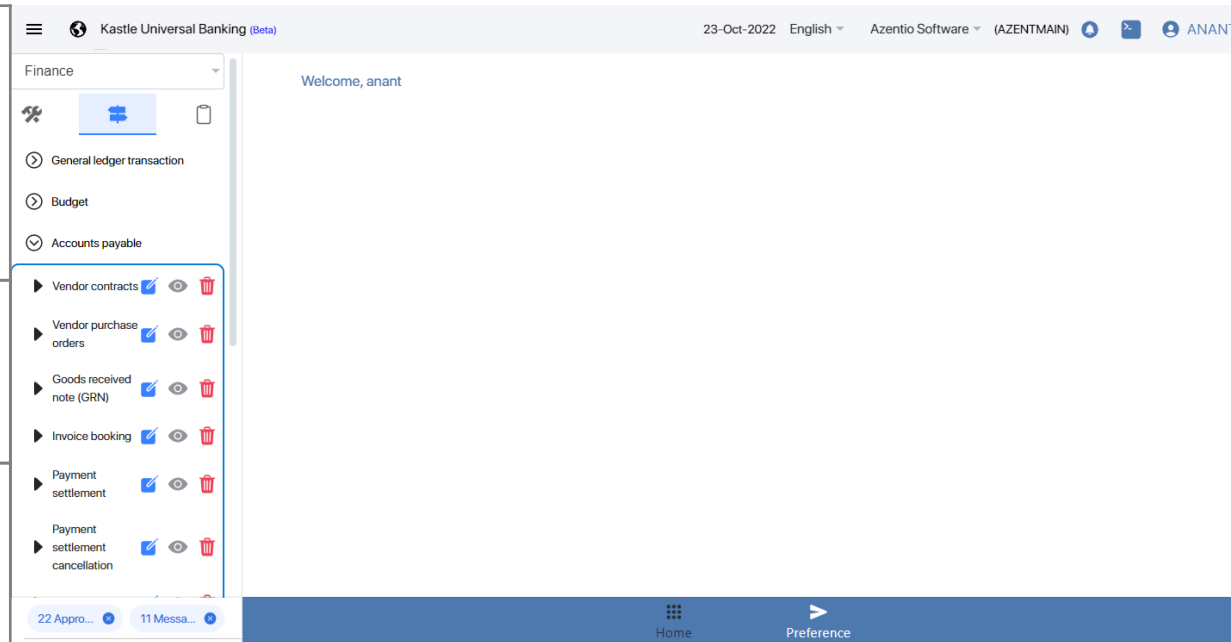 Kastle Universal Banking (Beta)
23-Oct-2022 English Azentio Software (AZENTMAIN) ANANT
Finance
Welcome, anant
General ledger transaction
Budget
Accounts payable
Vendor contracts
Vendor purchase
orders
Goods received
note (GRN)
Invoice booking
Payment
settlement
Payment
settlement
cancellation
22 Appro... 11 Messa...
Home Preference